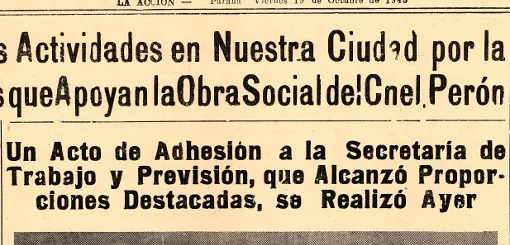 LA ACCION — Paraná Viernes 19 de Octubre de 1945
s Actividades en Nuestra Ciudad por la
s que Apoyan la Obra Social del Cnel. Perón
Un Acto de Adhesión a la Secretaría de
Trabajo y Previsión, que Alcanzó Propor-
ciones Destacadas, se Realizó Ayer